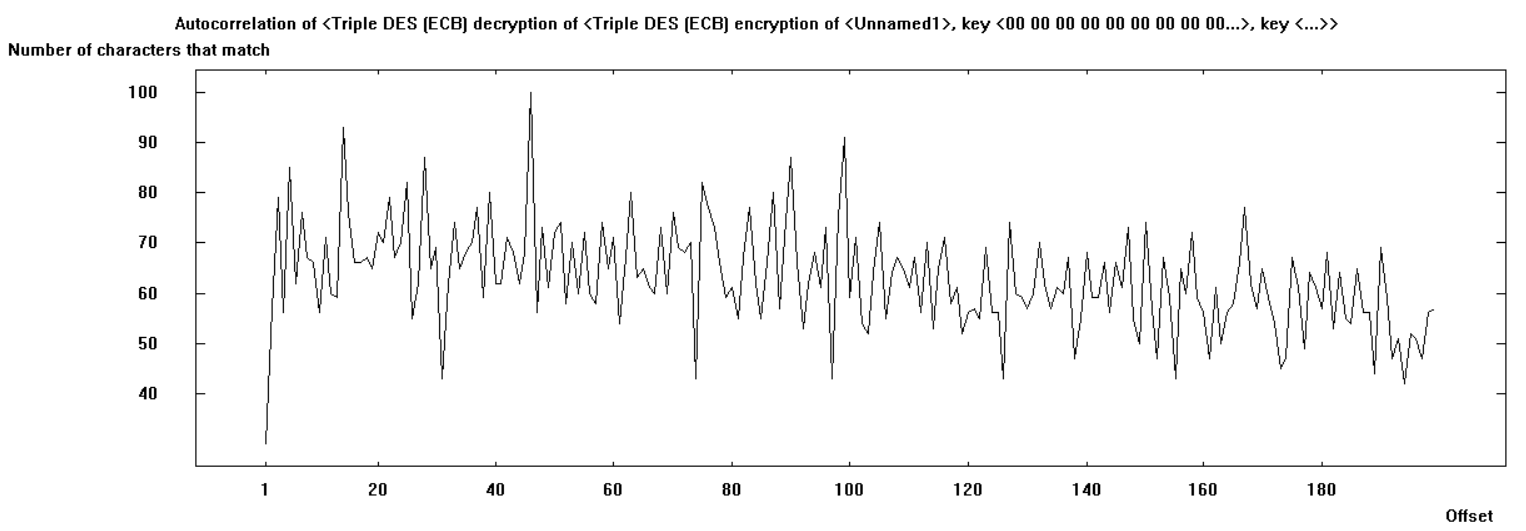 Autocorrelation of <Triple DES (ECB) decryption of <Triple DES (ECB) encryption of <Unnamed1>, key <00 00 00 00 00 00 00 00 00...>, key <...>>
Number of characters that match
100
90
80
70
60
50
40
1 20 40 60 80 100 120 140 160 180
Offset